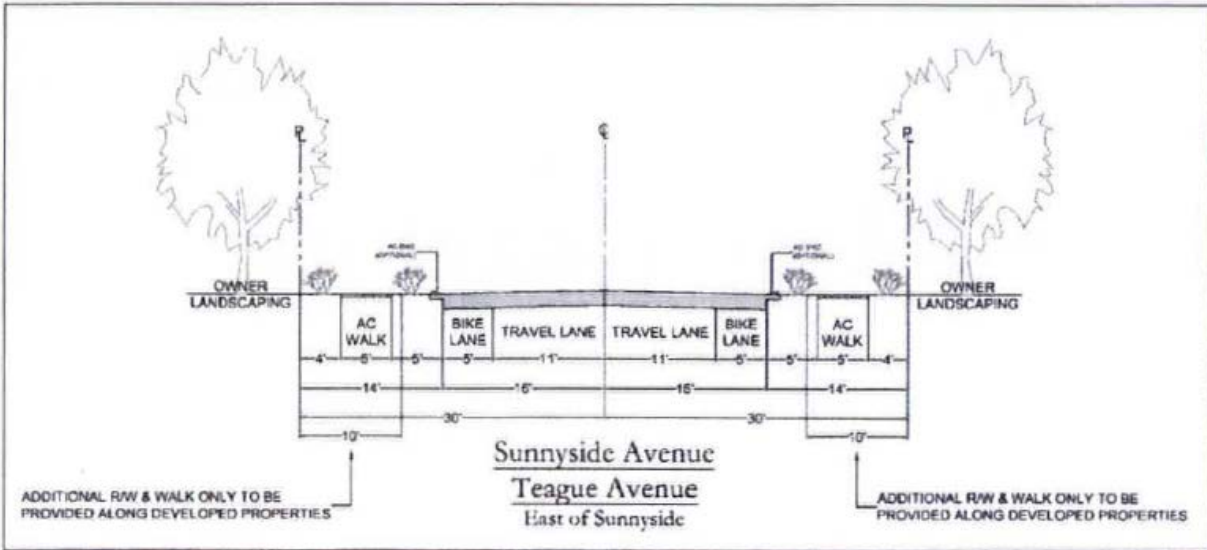 PL
CL
PL
OWNER
LANDSCAPING
AC
WALK
BIKE
LANE
TRAVEL LANE
TRAVEL LANE
BIKE
LANE
AC
WALK
OWNER
LANDSCAPING
4' 5' 5' 5' 11' 11' 5' 5' 5' 4'
14' 16' 16' 14'
30' 30'
10' 10'
Sunnyside Avenue
Teague Avenue
East of Sunnyside
ADDITIONAL R/W & WALK ONLY TO BE
PROVIDED ALONG DEVELOPED PROPERTIES
ADDITIONAL R/W & WALK ONLY TO BE
PROVIDED ALONG DEVELOPED PROPERTIES